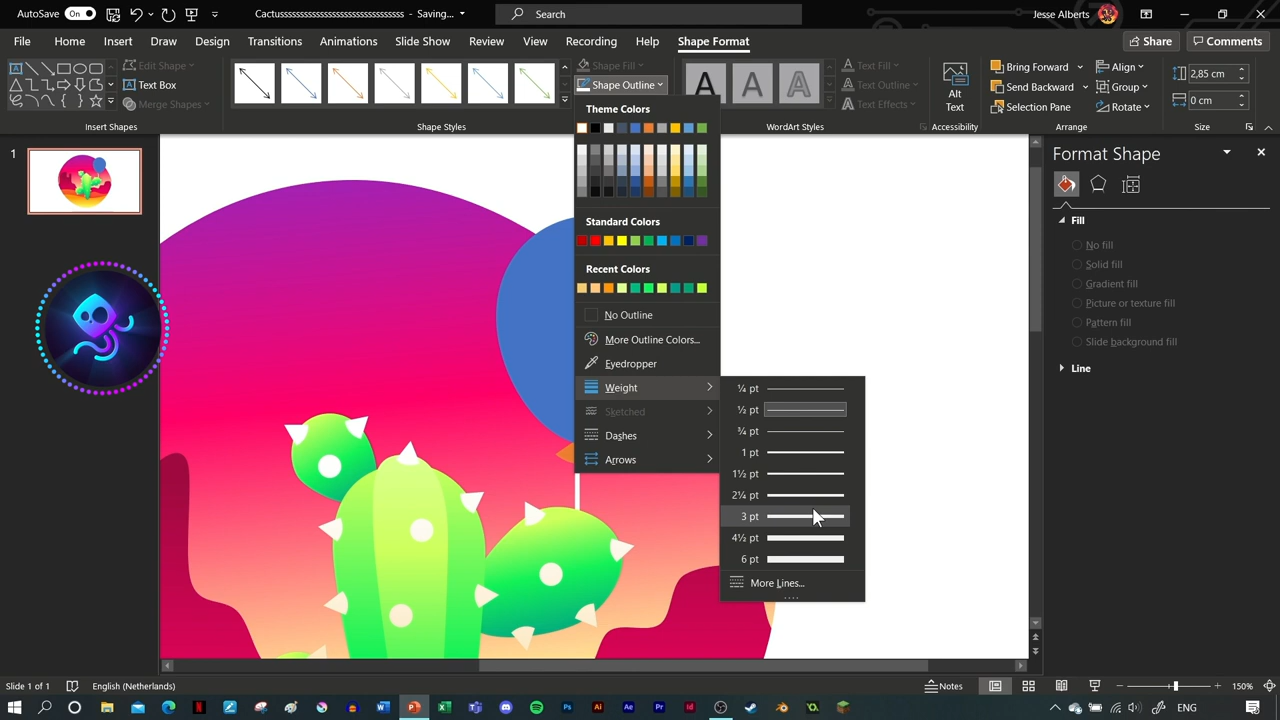 AutoSave On Cactusssssssssssssssssssssssssssssss - Saving... Search Jesse Alberts
File Home Insert Draw Design Transitions Animations Slide Show Review View Recording Help Shape Format Share Comments
Edit Shape
Text Box
Merge Shapes
Insert Shapes
Shape Styles
Shape Fill
Shape Outline
A A A
WordArt Styles
Text Fill
Text Outline
Text Effects
Alt
Text
Accessibility
Bring Forward
Send Backward
Selection Pane
Align
Group
Rotate
Arrange
2,85 cm
0 cm
Size
1
Theme Colors
Standard Colors
Recent Colors
No Outline
More Outline Colors...
Eyedropper
Weight
Sketched
Dashes
Arrows
¼ pt
½ pt
¾ pt
1 pt
1½ pt
2¼ pt
3 pt
4½ pt
6 pt
More Lines...
Format Shape
Fill
No fill
Solid fill
Gradient fill
Picture or texture fill
Pattern fill
Slide background fill
Line
Slide 1 of 1 English (Netherlands) Notes 150%
ENG